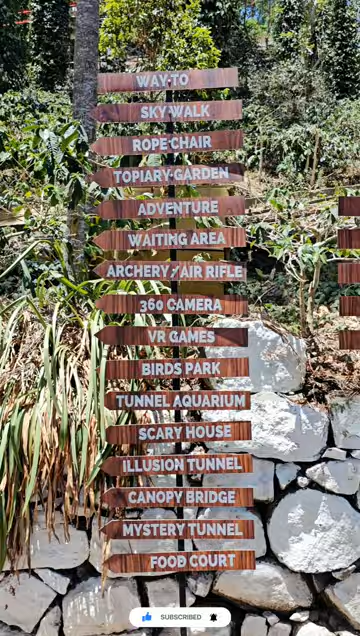 WAY TO
SKY WALK
ROPE CHAIR
TOPIARY GARDEN
ADVENTURE
WAITING AREA
ARCHERY / AIR RIFLE
360 CAMERA
VR GAMES
BIRDS PARK
TUNNEL AQUARIUM
SCARY HOUSE
ILLUSION TUNNEL
CANOPY BRIDGE
MYSTERY TUNNEL
FOOD COURT
SUBSCRIBED